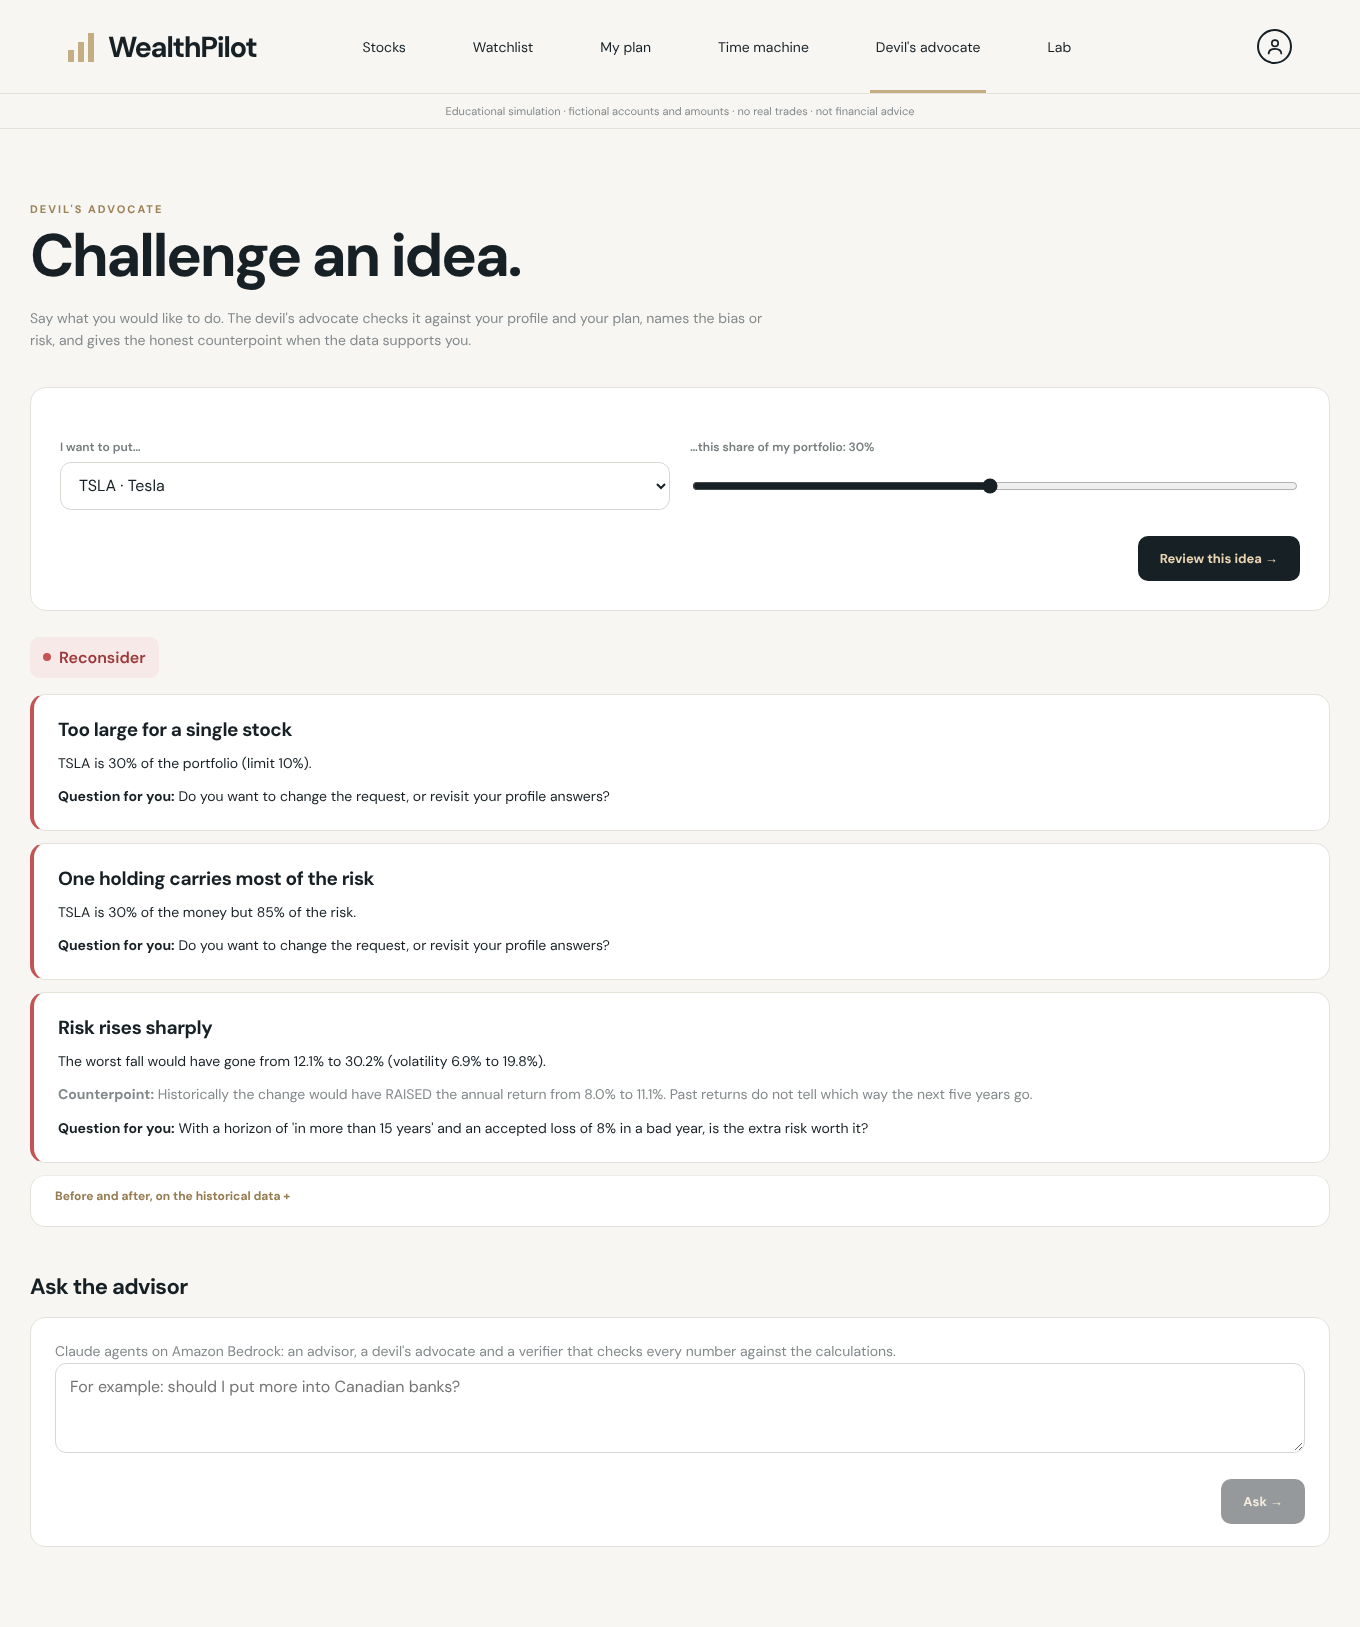 WealthPilot
Stocks
Watchlist
My plan
Time machine
Devil's advocate
Lab
Educational simulation · fictional accounts and amounts · no real trades · not financial advice
DEVIL'S ADVOCATE
Challenge an idea.
Say what you would like to do. The devil's advocate checks it against your profile and your plan, names the bias or
risk, and gives the honest counterpoint when the data supports you.
I want to put…
TSLA · Tesla
…this share of my portfolio: 30%
Review this idea →
Reconsider
Too large for a single stock
TSLA is 30% of the portfolio (limit 10%).
Question for you: Do you want to change the request, or revisit your profile answers?
One holding carries most of the risk
TSLA is 30% of the money but 85% of the risk.
Question for you: Do you want to change the request, or revisit your profile answers?
Risk rises sharply
The worst fall would have gone from 12.1% to 30.2% (volatility 6.9% to 19.8%).
Counterpoint: Historically the change would have RAISED the annual return from 8.0% to 11.1%. Past returns do not tell which way the next five years go.
Question for you: With a horizon of 'in more than 15 years' and an accepted loss of 8% in a bad year, is the extra risk worth it?
Before and after, on the historical data +
Ask the advisor
Claude agents on Amazon Bedrock: an advisor, a devil's advocate and a verifier that checks every number against the calculations.
For example: should I put more into Canadian banks?
Ask →